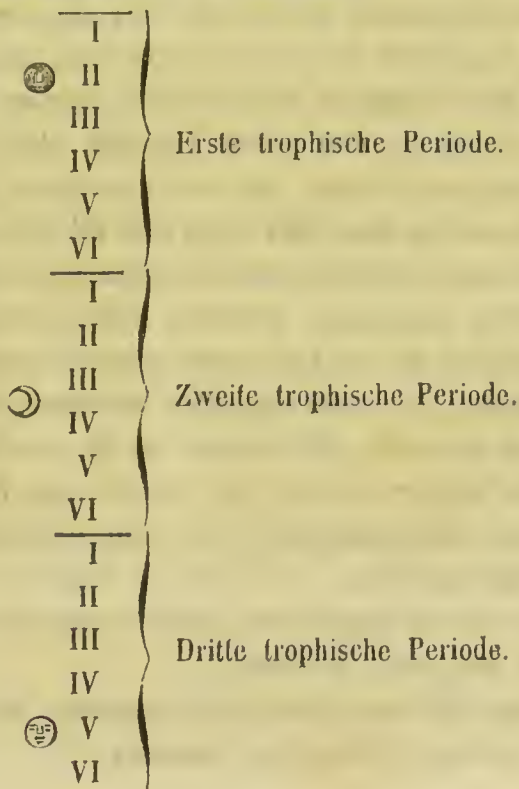 I
II
III
Erste trophische Periode.
IV
V
VI
I
II
III
Zweite trophische Periode.
IV
V
VI
I
II
III
Dritte trophische Periode.
IV
V
VI